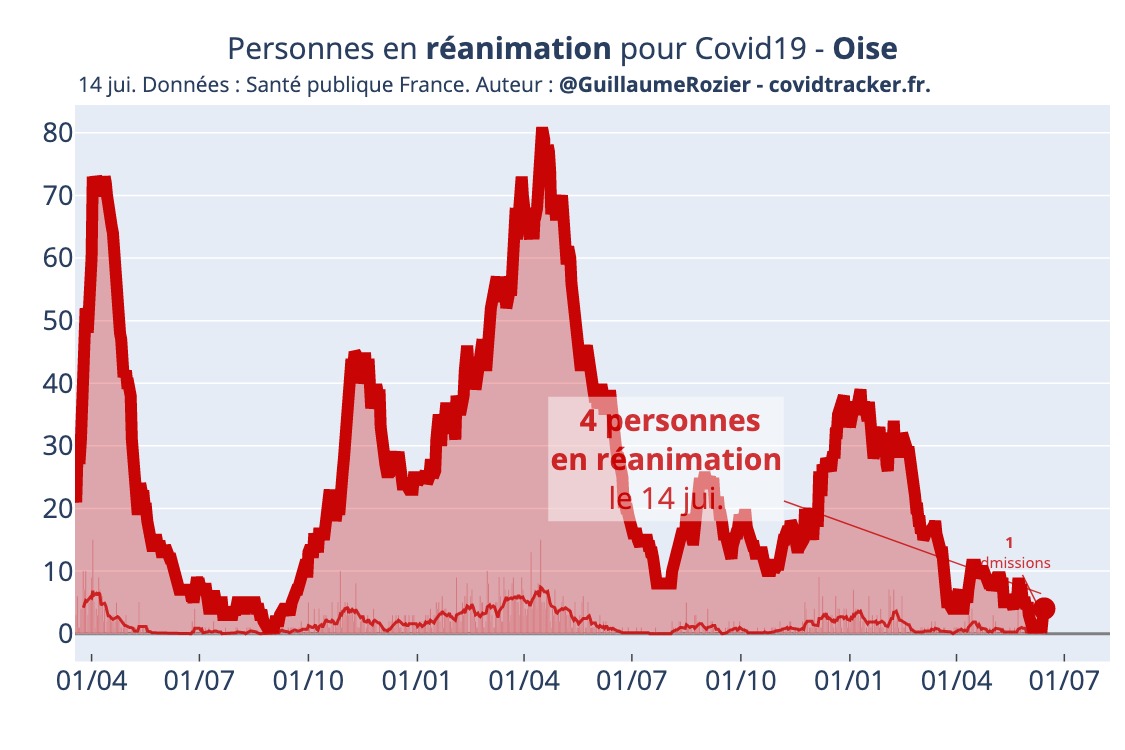 Personnes en réanimation pour Covid19 - Oise
14 jui. Données : Santé publique France. Auteur : @GuillaumeRozier - covidtracker.fr.
80
70
60
50
40
30
20
10
0
4 personnes
en réanimation
le 14 jui.
1
dmissions
01/04 01/07 01/10 01/01 01/04 01/07 01/10 01/01 01/04 01/07